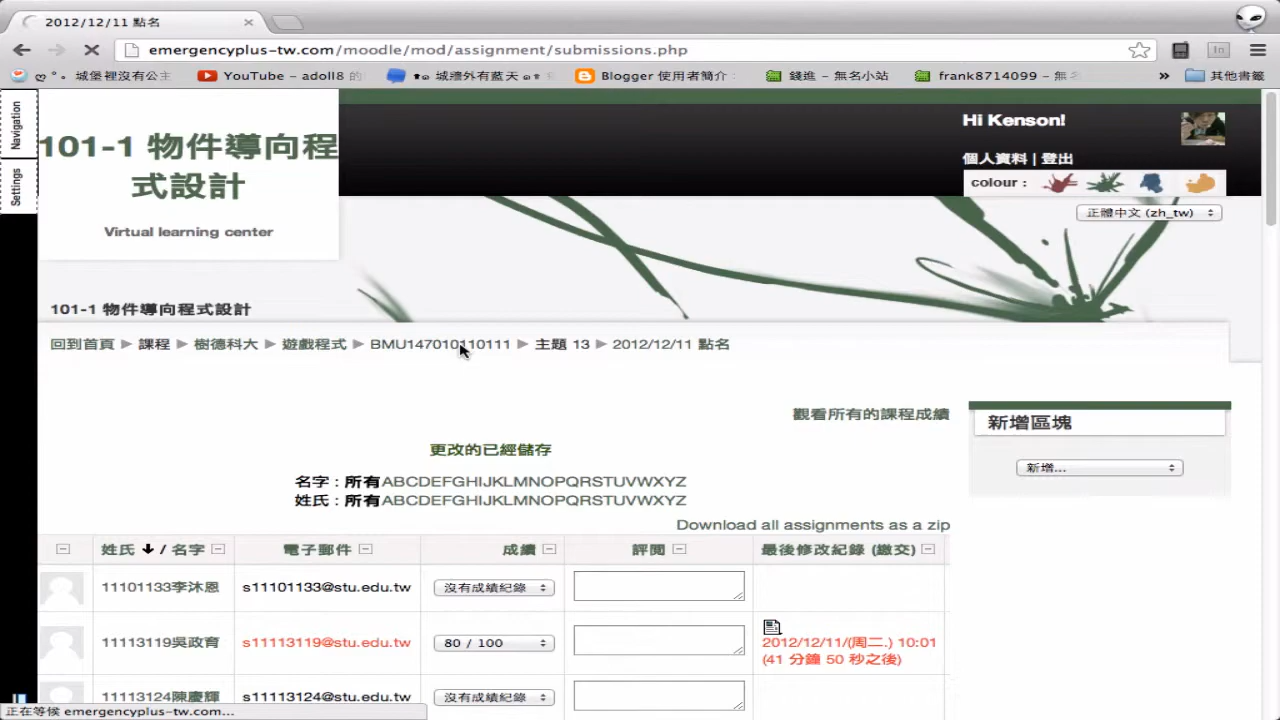 2012/12/11 點名
emergencyplus-tw.com/moodle/mod/assignment/submissions.php
ღ°。城堡裡沒有公主
YouTube - afoll8 的
城牆外有藍天
Blogger 使用者簡介：
錢進 – 無名小站
frank8714099 – 無名
»
其他書籤
Navigation
Settings
101-1 物件導向程
式設計
Virtual learning center
Hi Kenson!
個人資料 | 登出
colour :
正體中文 (zh_tw)
101-1 物件導向程式設計
回到首頁 ▶ 課程 ▶ 樹德科大 ▶ 遊戲程式 ▶ BMU147010110111 ▶ 主題 13 ▶ 2012/12/11 點名
觀看所有的課程成績
新增區塊
新增...
更改的已經儲存
名字 : 所有ABCDEFGHIJKLMNOPQRSTUVWXYZ
姓氏 : 所有ABCDEFGHIJKLMNOPQRSTUVWXYZ
Download all assignments as a zip
姓氏 ↓ / 名字 電子郵件 成績 評閱 最後修改紀錄 (繳交)
11101133李沐恩 s11101133@stu.edu.tw 沒有成績紀錄
11113119吳政育 s11113119@stu.edu.tw 80 / 100 2012/12/11/(周二.) 10:01
(41 分鐘 50 秒之後)
11113124陳慶輝 s11113124@stu.edu.tw 沒有成績紀錄
正在等候 emergencyplus-tw.com...